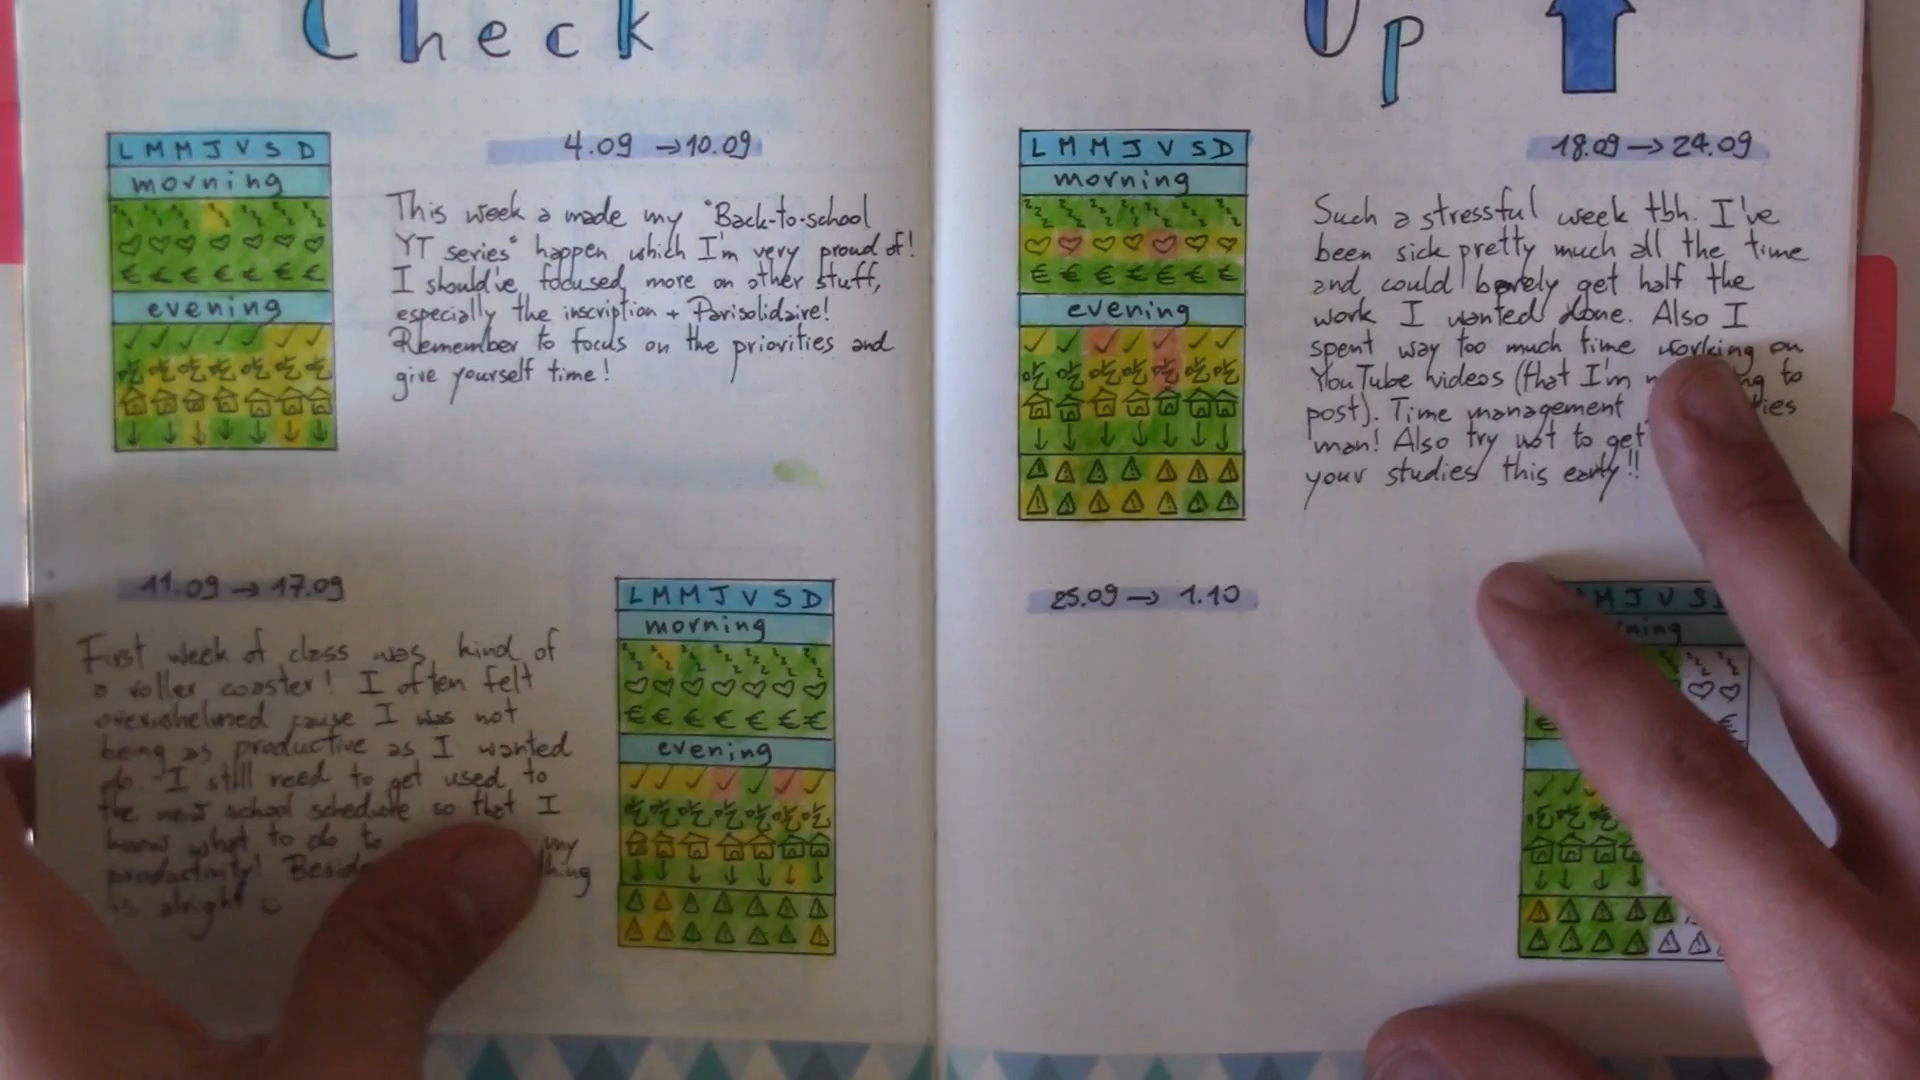 Check Up
4.09 → 10.09
L M M J V S D
morning
€ € € € € € €
evening
This week a made my "Back-to-school
YT series" happen which I'm very proud of!
I should've focused more on other stuff,
especially the inscription + Parisolidaire!
Remember to focus on the priorities and
give yourself time!
11.09 → 17.09
First week of class was kind of
a roller coaster! I often felt
overwhelmed cause I was not
being as productive as I wanted
do. I still need to get used to
the new school schedule so that I
know what to do to my
productivity! Besides thing
is alright
L M M J V S D
morning
€ € € € € € €
evening
L M M J V S D
morning
€ € € € € € €
evening
18.09 → 24.09
Such a stressful week tbh. I've
been sick pretty much all the time
and could barely get half the
work I wanted done. Also I
spent way too much time working on
YouTube videos (that I'm to
post). Time management
man! Also try not to get
your studies this early!!
25.09 → 1.10
M J V S